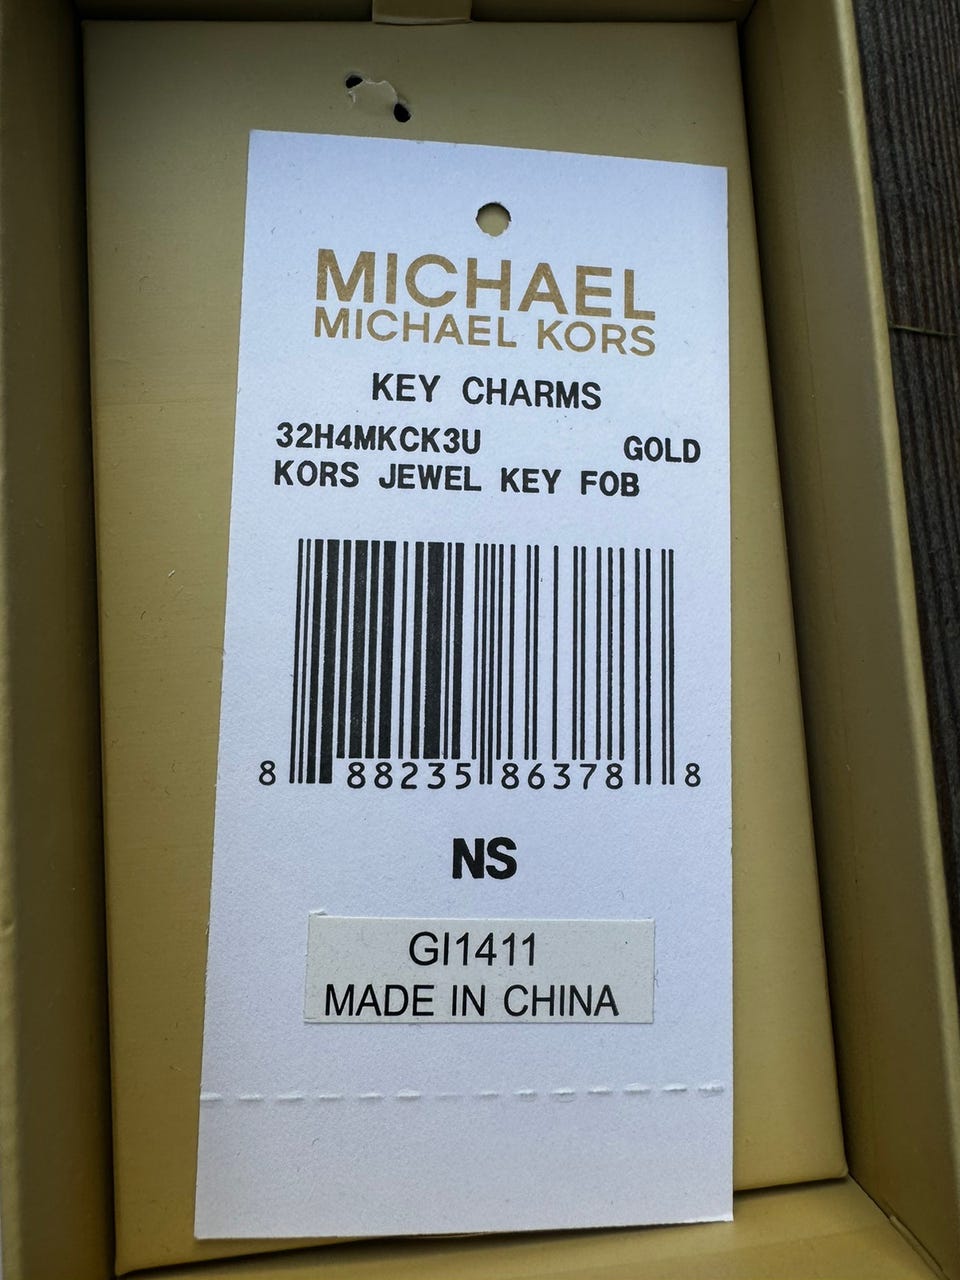 MICHAEL
MICHAEL KORS
KEY CHARMS
32H4MKCK3U GOLD
KORS JEWEL KEY FOB
8 88235 86378 8
NS
GI1411
MADE IN CHINA